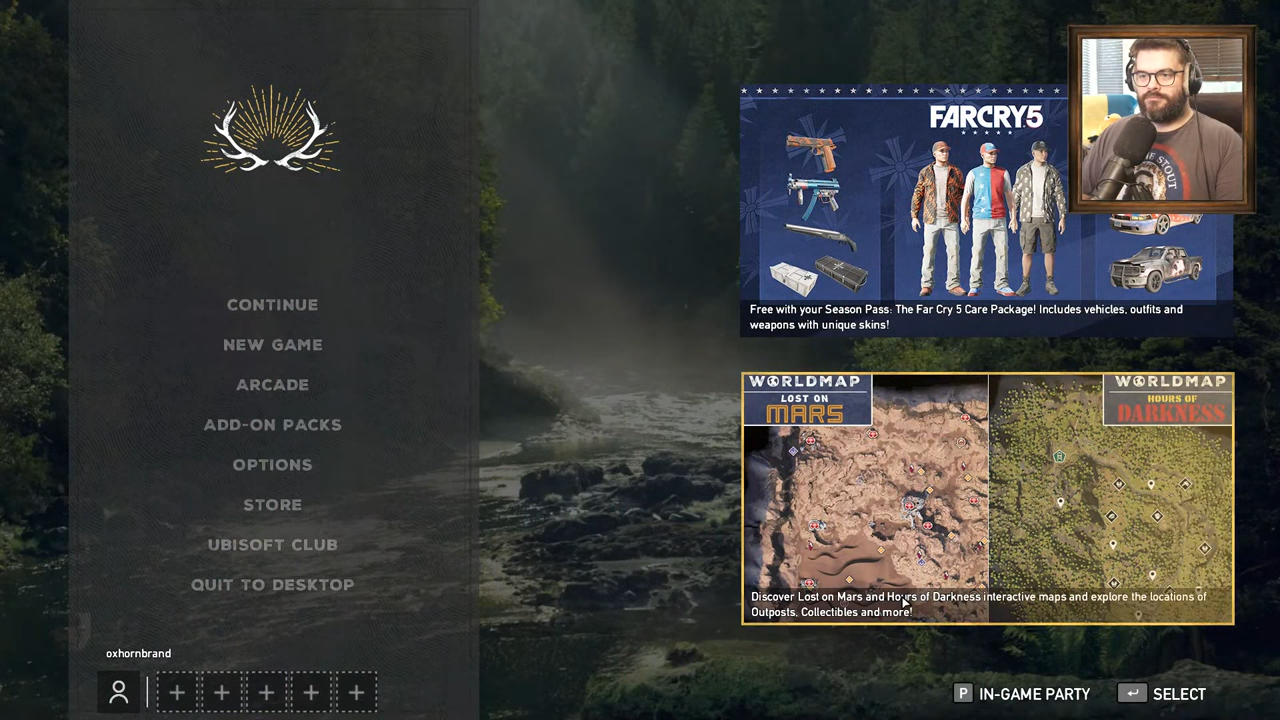 CONTINUE
NEW GAME
ARCADE
ADD-ON PACKS
OPTIONS
STORE
UBISOFT CLUB
QUIT TO DESKTOP
oxhornbrand
FARCRY5
Free with your Season Pass: The Far Cry 5 Care Package! Includes vehicles, outfits and
weapons with unique skins!
STOUT
WORLDMAP
LOST ON
MARS
WORLDMAP
HOURS OF
DARKNESS
Discover Lost on Mars and Hours of Darkness interactive maps and explore the locations of
Outposts, Collectibles and more!
P IN-GAME PARTY
SELECT